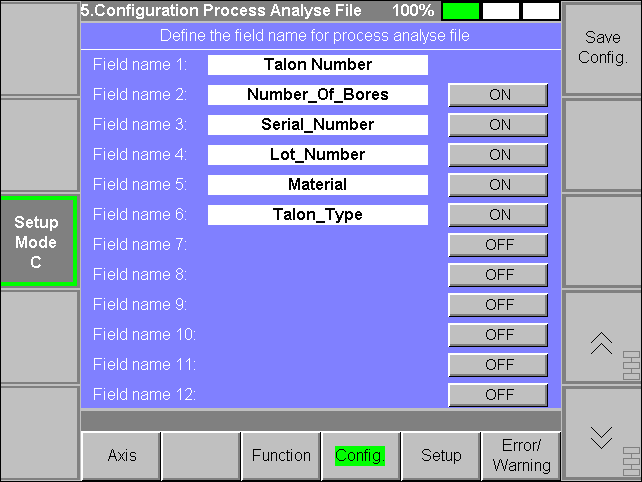 5.Configuration Process Analyse File 100%
Define the field name for process analyse file
Save
Config.
Field name 1: Talon Number
Field name 2: Number_Of_Bores ON
Field name 3: Serial_Number ON
Field name 4: Lot_Number ON
Field name 5: Material ON
Field name 6: Talon_Type ON
Setup
Mode
C
Field name 7: OFF
Field name 8: OFF
Field name 9: OFF
Field name 10: OFF
Field name 11: OFF
Field name 12: OFF
Axis
Function
Config.
Setup
Error/
Warning